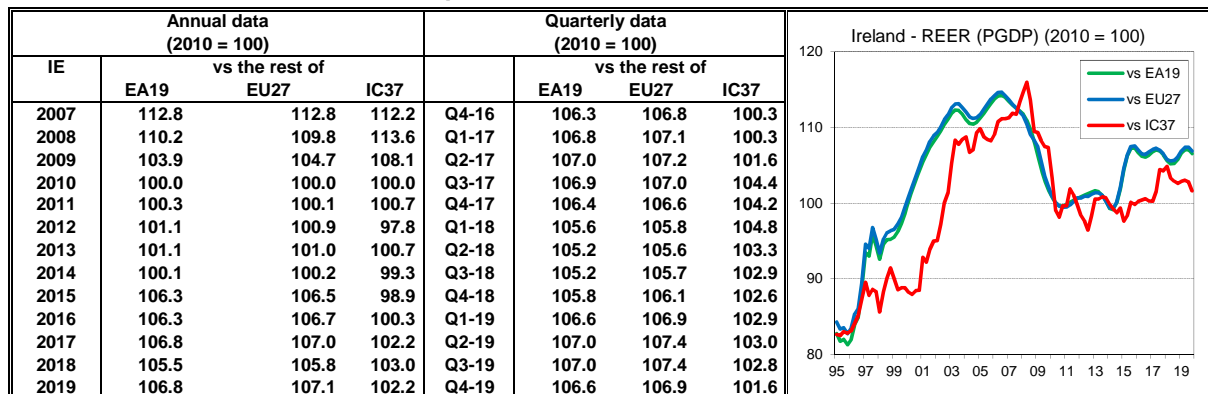 Annual data Quarterly data
(2010 = 100) (2010 = 100)
IE vs the rest of vs the rest of
EA19 EU27 IC37 EA19 EU27 IC37
2007 112.8 112.8 112.2 Q4-16 106.3 106.8 100.3
2008 110.2 109.8 113.6 Q1-17 106.8 107.1 100.3
2009 103.9 104.7 108.1 Q2-17 107.0 107.2 101.6
2010 100.0 100.0 100.0 Q3-17 106.9 107.0 104.4
2011 100.3 100.1 100.7 Q4-17 106.4 106.6 104.2
2012 101.1 100.9 97.8 Q1-18 105.6 105.8 104.8
2013 101.1 101.0 100.7 Q2-18 105.2 105.6 103.3
2014 100.1 100.2 99.3 Q3-18 105.2 105.7 102.9
2015 106.3 106.5 98.9 Q4-18 105.8 106.1 102.6
2016 106.3 106.7 100.3 Q1-19 106.6 106.9 102.9
2017 106.8 107.0 102.2 Q2-19 107.0 107.4 103.0
2018 105.5 105.8 103.0 Q3-19 107.0 107.4 102.8
2019 106.8 107.1 102.2 Q4-19 106.6 106.9 101.6
Ireland - REER (PGDP) (2010 = 100)
120
vs EA19
vs EU27
vs IC37
110
100
90
80
95 97 99 01 03 05 07 09 11 13 15 17 19